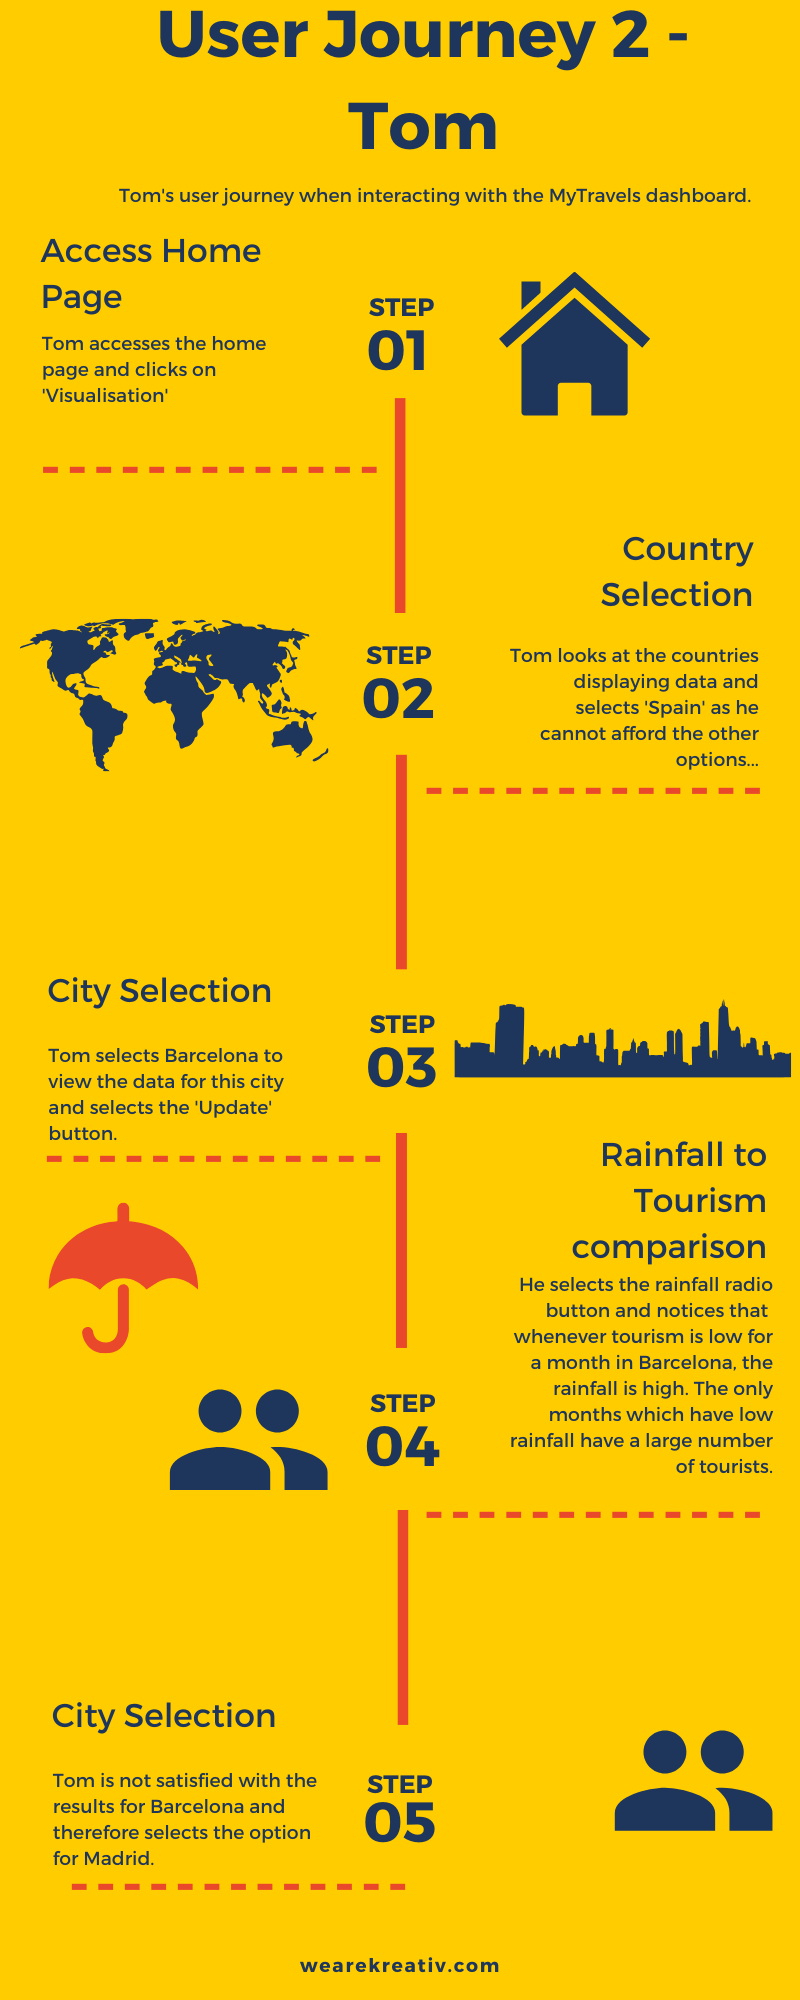 User Journey 2 -
Tom
Tom's user journey when interacting with the MyTravels dashboard.
Access Home
Page
Tom accesses the home
page and clicks on
'Visualisation'
STEP
01
Country
Selection
Tom looks at the countries
displaying data and
selects 'Spain' as he
cannot afford the other
options...
STEP
02
City Selection
Tom selects Barcelona to
view the data for this city
and selects the 'Update'
button.
STEP
03
Rainfall to
Tourism
comparison
He selects the rainfall radio
button and notices that
whenever tourism is low for
a month in Barcelona, the
rainfall is high. The only
months which have low
rainfall have a large number
of tourists.
STEP
04
City Selection
Tom is not satisfied with the
results for Barcelona and
therefore selects the option
for Madrid.
STEP
05
wearekreativ.com